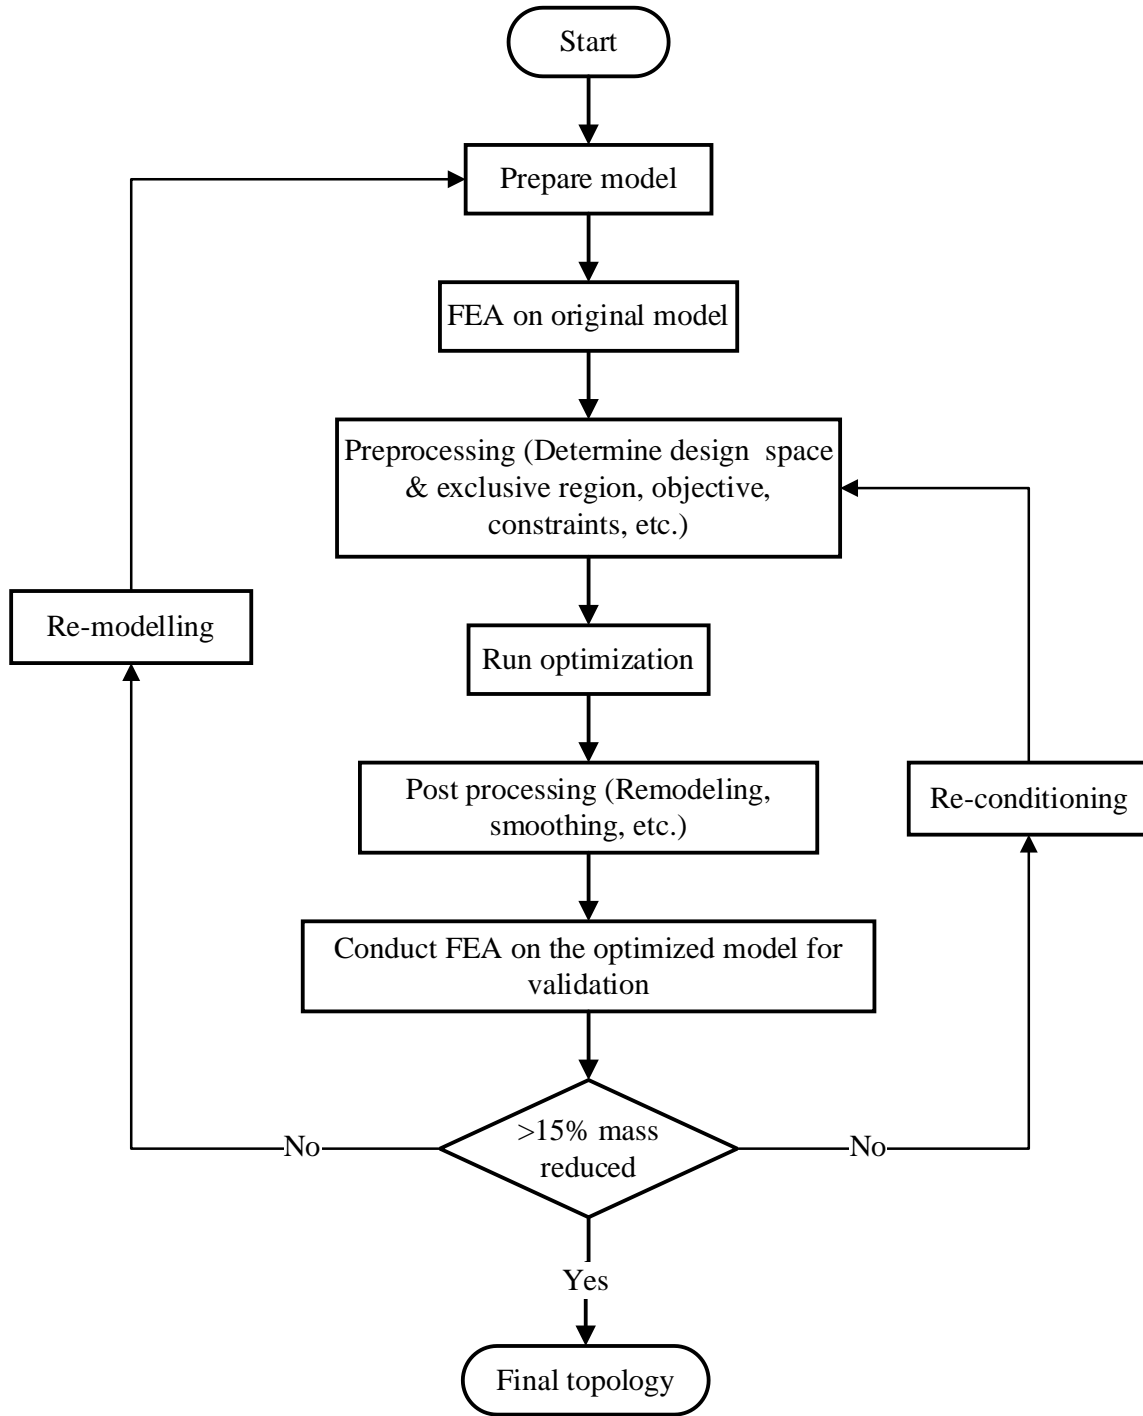 Start
Prepare model
FEA on original model
Preprocessing (Determine design space
& exclusive region, objective,
constraints, etc.)
Re-modelling
Run optimization
Post processing (Remodeling,
smoothing, etc.)
Re-conditioning
Conduct FEA on the optimized model for
validation
>15% mass
reduced
No
No
Yes
Final topology